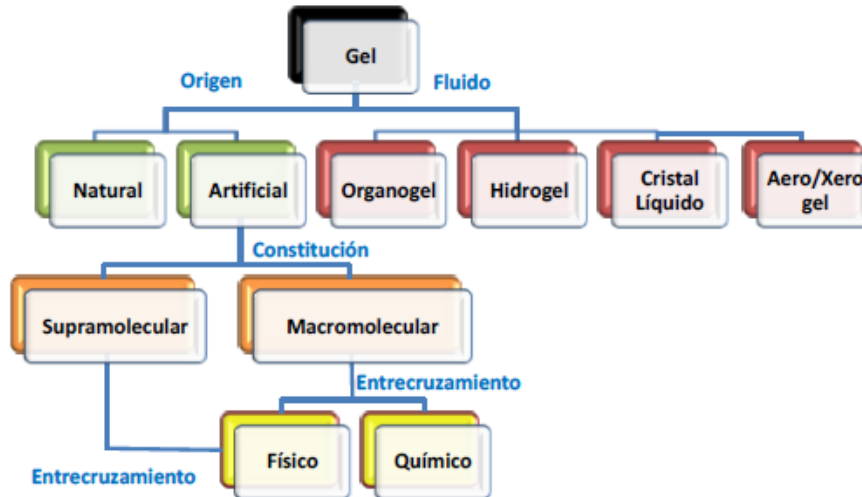 Gel
Origen
Fluido
Natural
Artificial
Organogel
Hidrogel
Cristal
Líquido
Aero/Xero
gel
Constitución
Supramolecular
Macromolecular
Entrecruzamiento
Físico
Químico
Entrecruzamiento